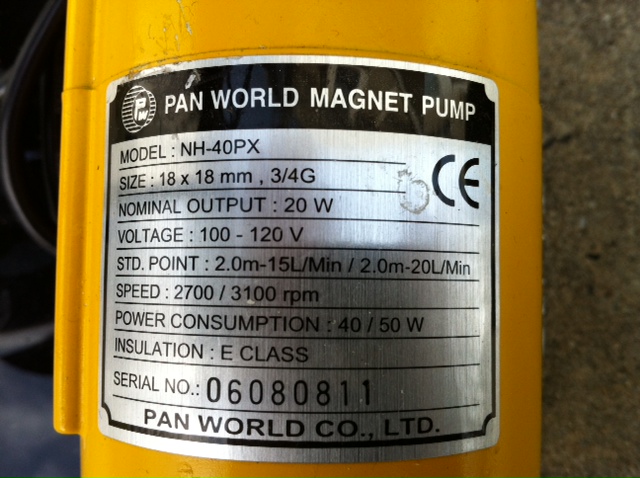 PW PAN WORLD MAGNET PUMP
MODEL : NH-40PX
SIZE : 18 x 18 mm , 3/4G
CE
NOMINAL OUTPUT : 20 W
VOLTAGE : 100 - 120 V
STD. POINT : 2.0m-15L/Min / 2.0m-20L/Min
SPEED : 2700 / 3100 rpm
POWER CONSUMPTION : 40 / 50 W
INSULATION : E CLASS
SERIAL NO.: 06080811
PAN WORLD CO., LTD.